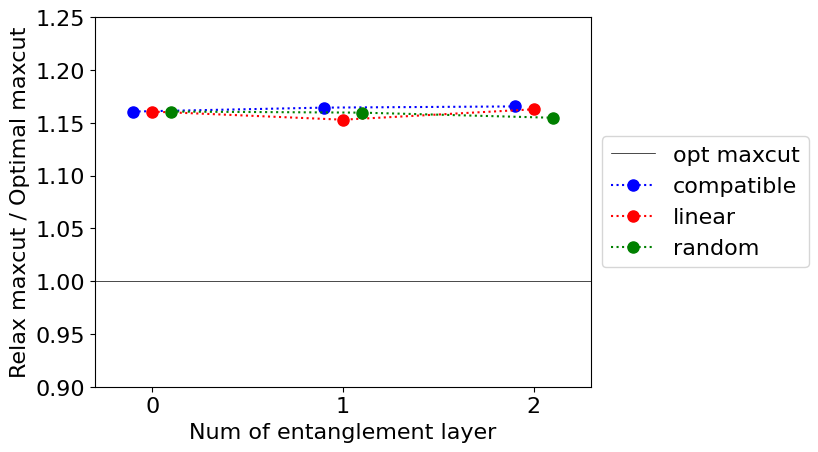 Relax maxcut / Optimal maxcut
1.25
1.20
1.15
1.10
1.05
1.00
0.95
0.90
0
1
2
Num of entanglement layer
opt maxcut
compatible
linear
random